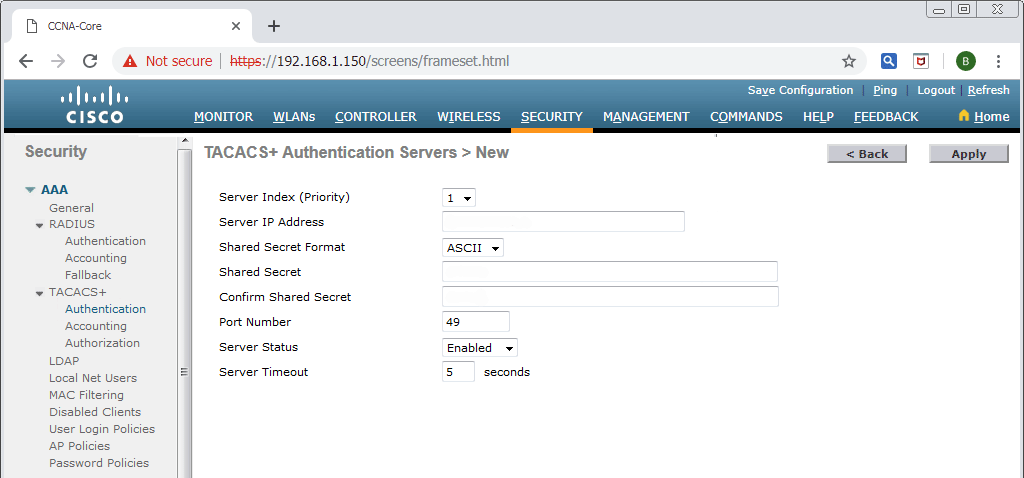 CCNA-Core
Not secure | https://192.168.1.150/screens/frameset.html
B
Save Configuration | Ping | Logout | Refresh
CISCO
MONITOR WLANs CONTROLLER WIRELESS SECURITY MANAGEMENT COMMANDS HELP FEEDBACK Home
Security
AAA
General
RADIUS
Authentication
Accounting
Fallback
TACACS+
Authentication
Accounting
Authorization
LDAP
Local Net Users
MAC Filtering
Disabled Clients
User Login Policies
AP Policies
Password Policies
TACACS+ Authentication Servers > New
< Back Apply
Server Index (Priority) 1
Server IP Address
Shared Secret Format ASCII
Shared Secret
Confirm Shared Secret
Port Number 49
Server Status Enabled
Server Timeout 5 seconds